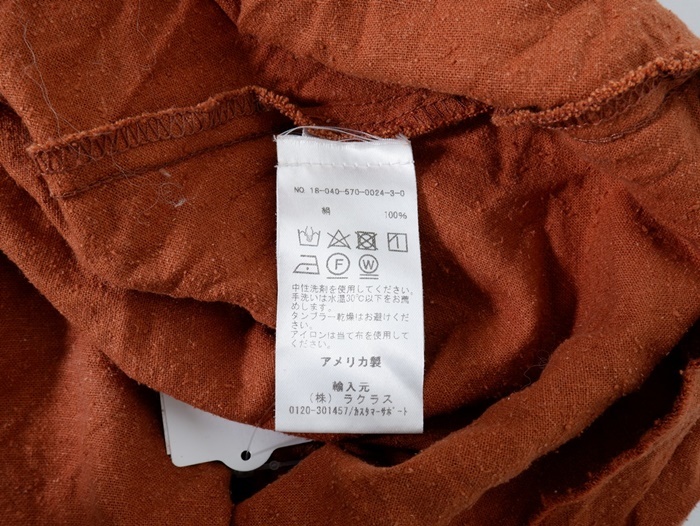 NO. 18-040-570-0024-3-0
絹 100%
F W
中性洗剤を使用してください。
手洗いは水温30℃以下をお薦
めします。
タンブラー乾燥はお避けくだ
さい。
アイロンは当て布を使用して
ください。
アメリカ製
輸入元
(株) ラクラス
0120-301457/カスタマーサポート